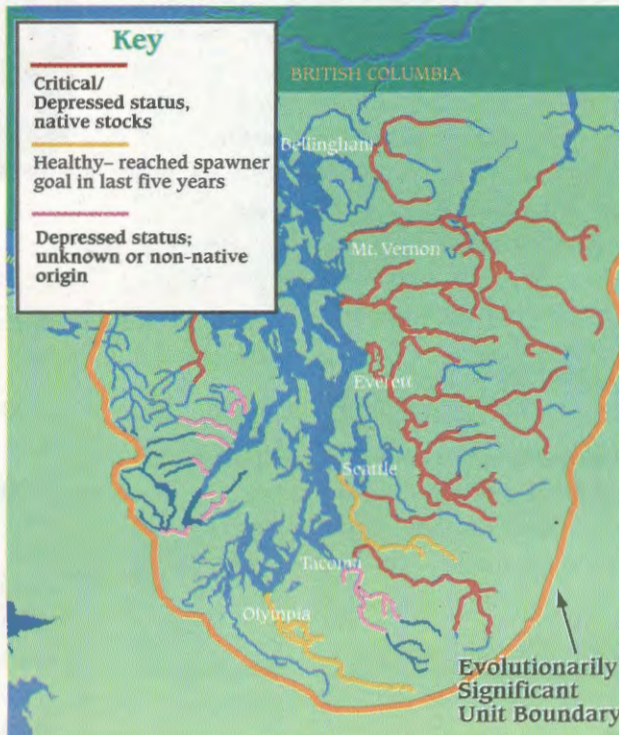 Key
Critical/
Depressed status,
native stocks
Healthy– reached spawner
goal in last five years
Depressed status;
unknown or non-native
origin
BRITISH COLUMBIA
Bellingham
Mt. Vernon
Everett
Seattle
Tacoma
Olympia
Evolutionarily
Significant
Unit Boundary